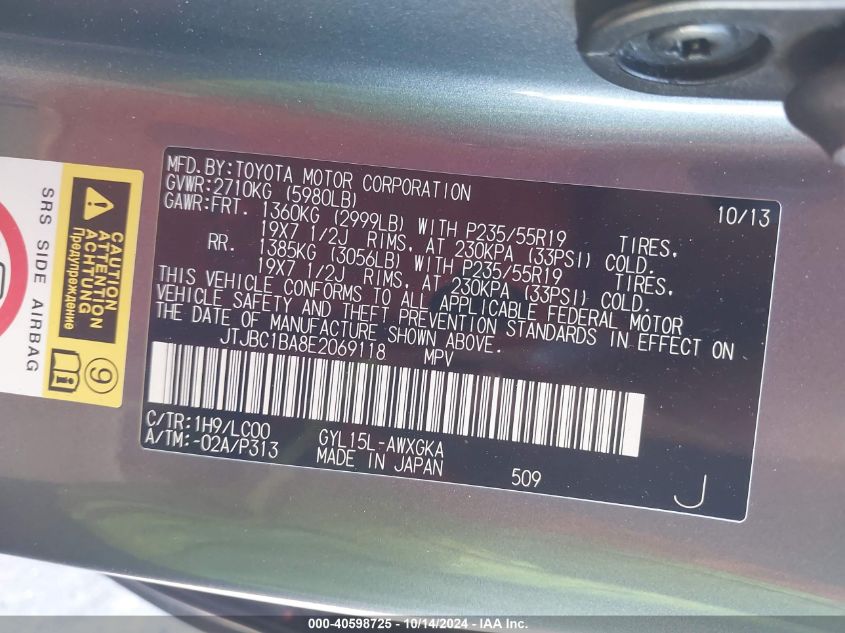 MFD. BY: TOYOTA MOTOR CORPORATION 10/13
GVWR: 2710KG (5980LB)
GAWR: FRT. 1360KG (2999LB) WITH P235/55R19 TIRES,
19X7 1/2J RIMS, AT 230KPA (33PSI) COLD.
RR. 1385KG (3056LB) WITH P235/55R19 TIRES,
19X7 1/2J RIMS, AT 230KPA (33PSI) COLD.
THIS VEHICLE CONFORMS TO ALL APPLICABLE FEDERAL MOTOR
VEHICLE SAFETY AND THEFT PREVENTION STANDARDS IN EFFECT ON
THE DATE OF MANUFACTURE SHOWN ABOVE.
JTJBC1BA8E2069118 MPV
C/TR: 1H9/LC00 GYL15L-AWXGKA
A/TM: -02A/P313 MADE IN JAPAN 509 J
SRS SIDE AIRBAG
CAUTION
ATTENTION
ACHTUNG
Предупреждение
9
000-40598725 - 10/14/2024 - IAA Inc.